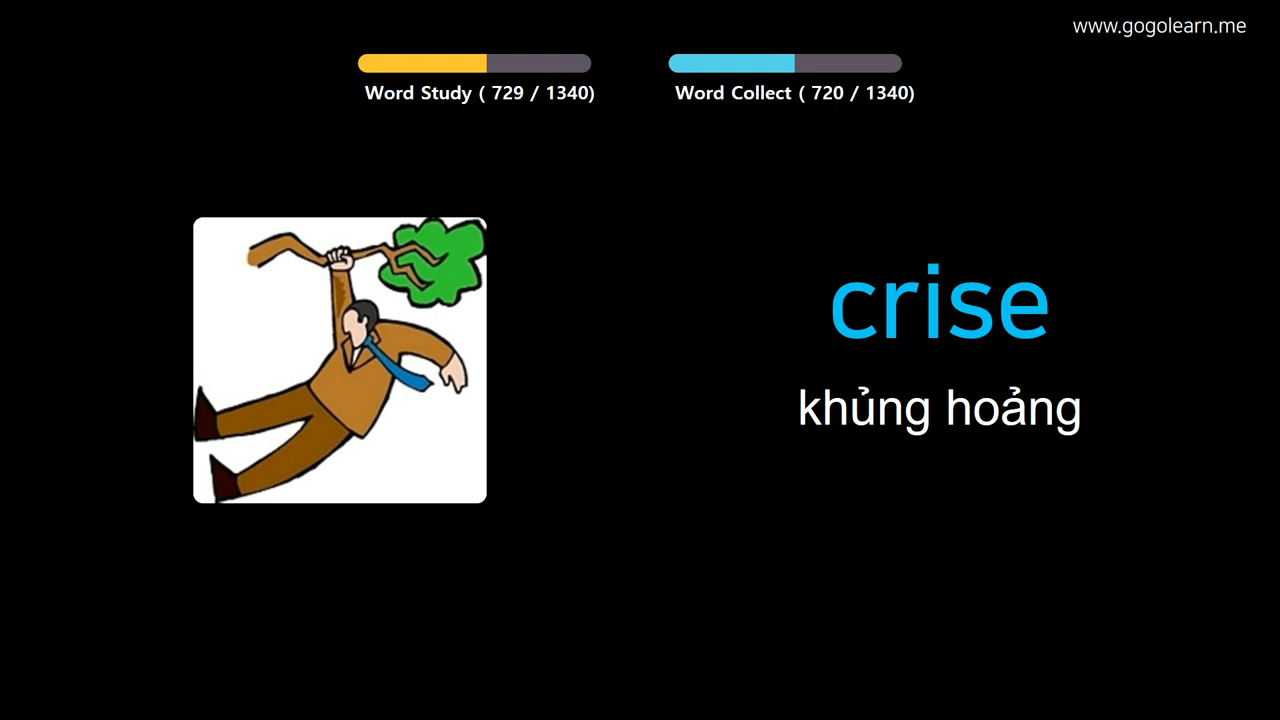 www.gogolearn.me
Word Study ( 729 / 1340)
Word Collect ( 720 / 1340)
crise
khủng hoảng